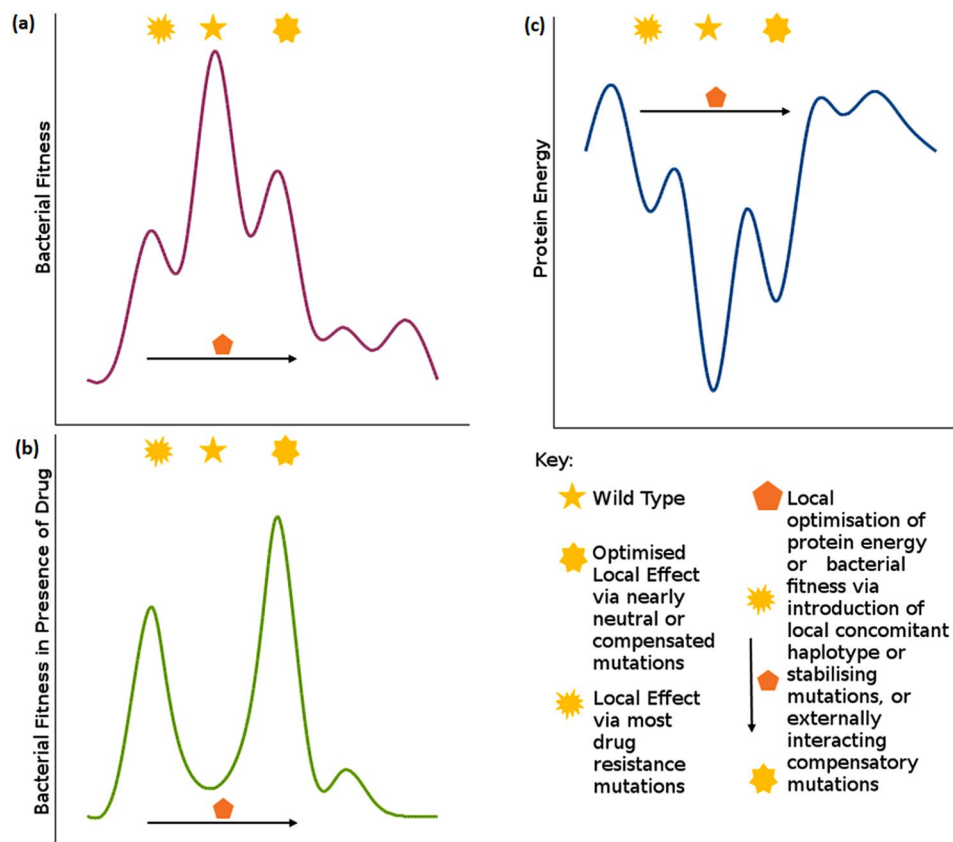 (a)
Bacterial Fitness
(b)
Bacterial Fitness in Presence of Drug
(c)
Protein Energy
Key:
Wild Type
Optimised
Local Effect
via nearly
neutral or
compensated
mutations
Local Effect
via most
drug
resistance
mutations
Local
optimisation of
protein energy
or bacterial
fitness via
introduction of
local concomitant
haplotype or
stabilising
mutations, or
externally
interacting
compensatory
mutations